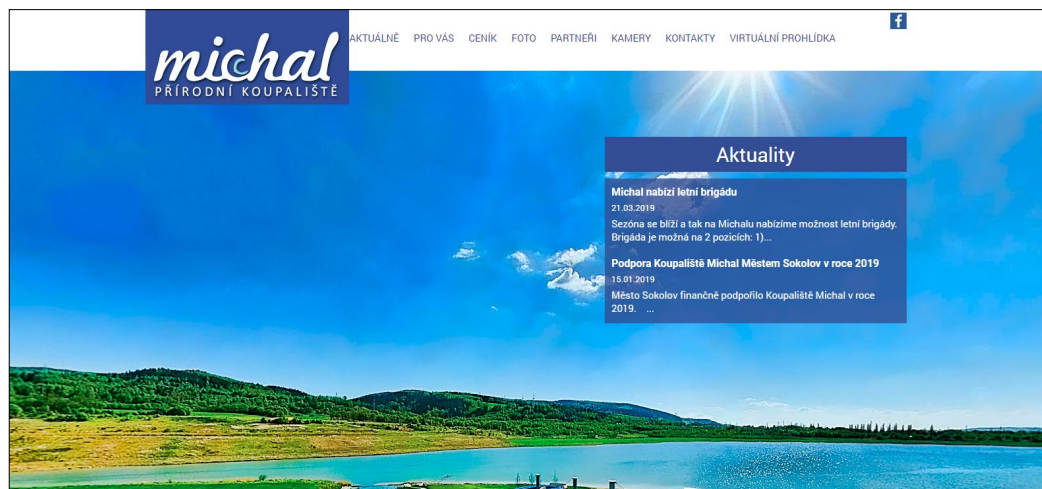 michal
PŘÍRODNÍ KOUPALIŠTĚ
AKTUÁLNĚ PRO VÁS CENÍK FOTO PARTNEŘI KAMERY KONTAKTY VIRTUÁLNÍ PROHLÍDKA
f
Aktuality
Michal nabízí letní brigádu
21.03.2019
Sezóna se blíží a tak na Michalu nabízíme možnost letní brigády.
Brigáda je možná na 2 pozicích: 1)...
Podpora Koupaliště Michal Městem Sokolov v roce 2019
15.01.2019
Město Sokolov finančně podpořilo Koupaliště Michal v roce
2019. ...